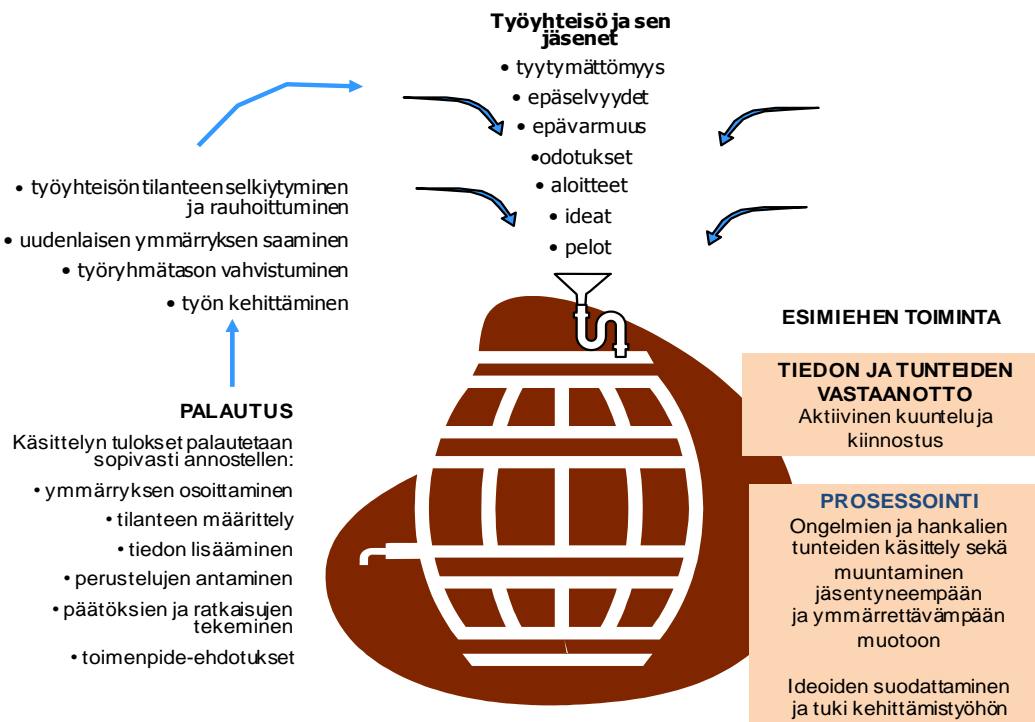 Työyhteisö ja sen
jäsenet
• tyytymättömyys
• epäselvyydet
• epävarmuus
•odotukset
• aloitteet
• ideat
• pelot
• työyhteisön tilanteen selkiytyminen
ja rauhoittuminen
• uudenlaisen ymmärryksen saaminen
• työryhmätason vahvistuminen
• työn kehittäminen
PALAUTUS
Käsittelyn tulokset palautetaan
sopivasti annostellen:
• ymmärryksen osoittaminen
• tilanteen määrittely
• tiedon lisääminen
• perustelujen antaminen
• päätöksien ja ratkaisujen
tekeminen
• toimenpide-ehdotukset
ESIMIEHEN TOIMINTA
TIEDON JA TUNTEIDEN
VASTAANOTTO
Aktiivinen kuuntelu ja
kiinnostus
PROSESSOINTI
Ongelmien ja hankalien
tunteiden käsittely sekä
muuntaminen
jäsentyneempään
ja ymmärrettävämpään
muotoon
Ideoiden suodattaminen
ja tuki kehittämistyöhön